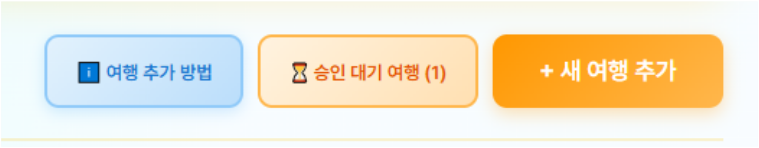 ℹ️ 여행 추가 방법
⏳ 승인 대기 여행 (1)
+ 새 여행 추가